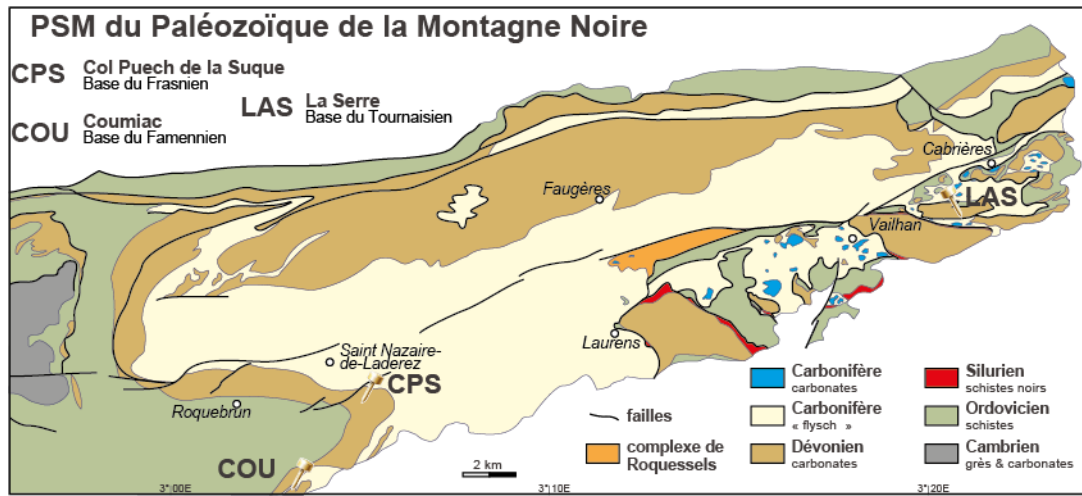 PSM du Paléozoïque de la Montagne Noire
CPS Col Puech de la Suque
Base du Frasnien
LAS La Serre
Base du Tournaisien
COU Coumiac
Base du Famennien
Cabrières
Faugères
LAS
Vailhan
Laurens
Saint Nazaire-
de-Laderez
CPS
Roquebrun
COU
failles
complexe de
Roquessels
Carbonifère
carbonates
Carbonifère
« flysch »
Dévonien
carbonates
Silurien
schistes noirs
Ordovicien
schistes
Cambrien
grès & carbonates
2 km
3°|00E
3°|10E
3°|20E